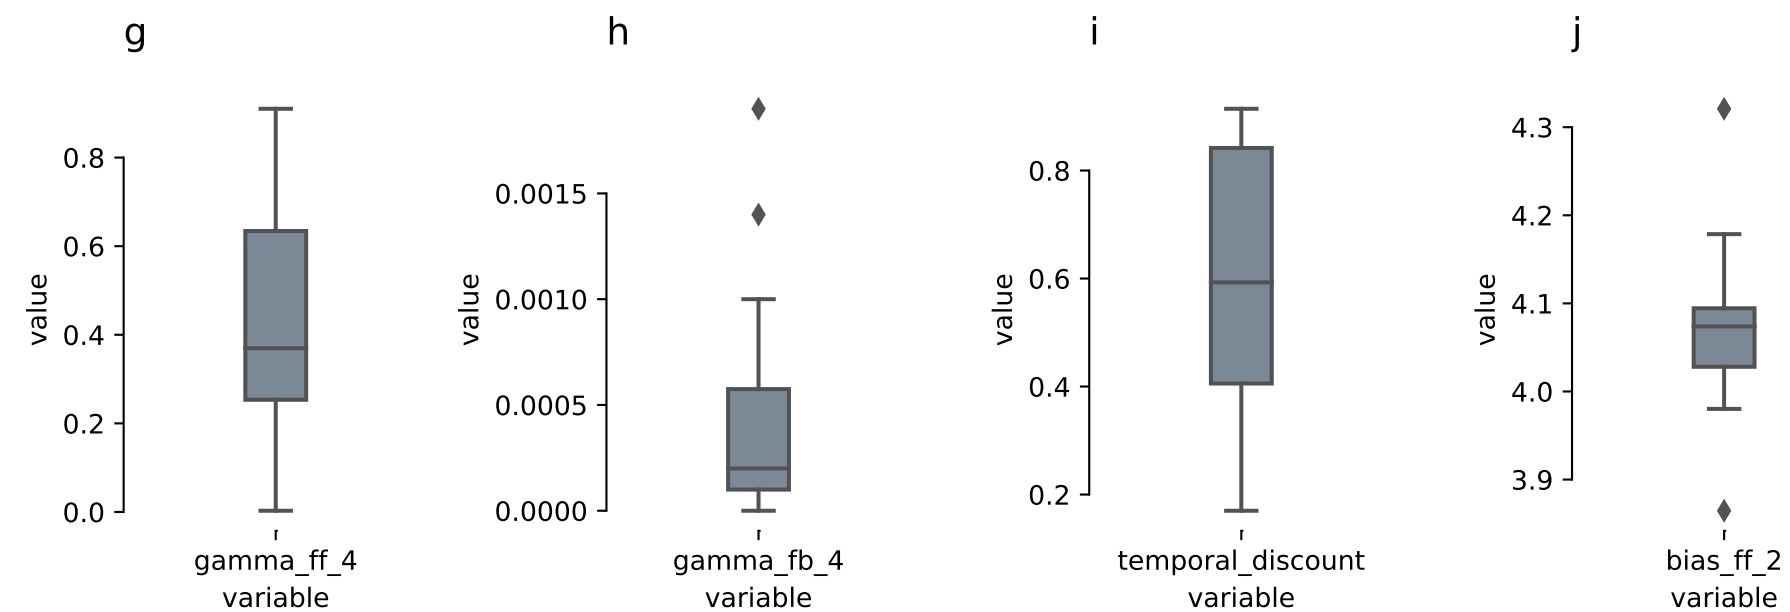 g
0.8
0.6
0.4
0.2
0.0
value
gamma_ff_4
variable
h
0.0015
0.0010
0.0005
0.0000
value
gamma_fb_4
variable
i
0.8
0.6
0.4
0.2
value
temporal_discount
variable
j
4.3
4.2
4.1
4.0
3.9
value
bias_ff_2
variable